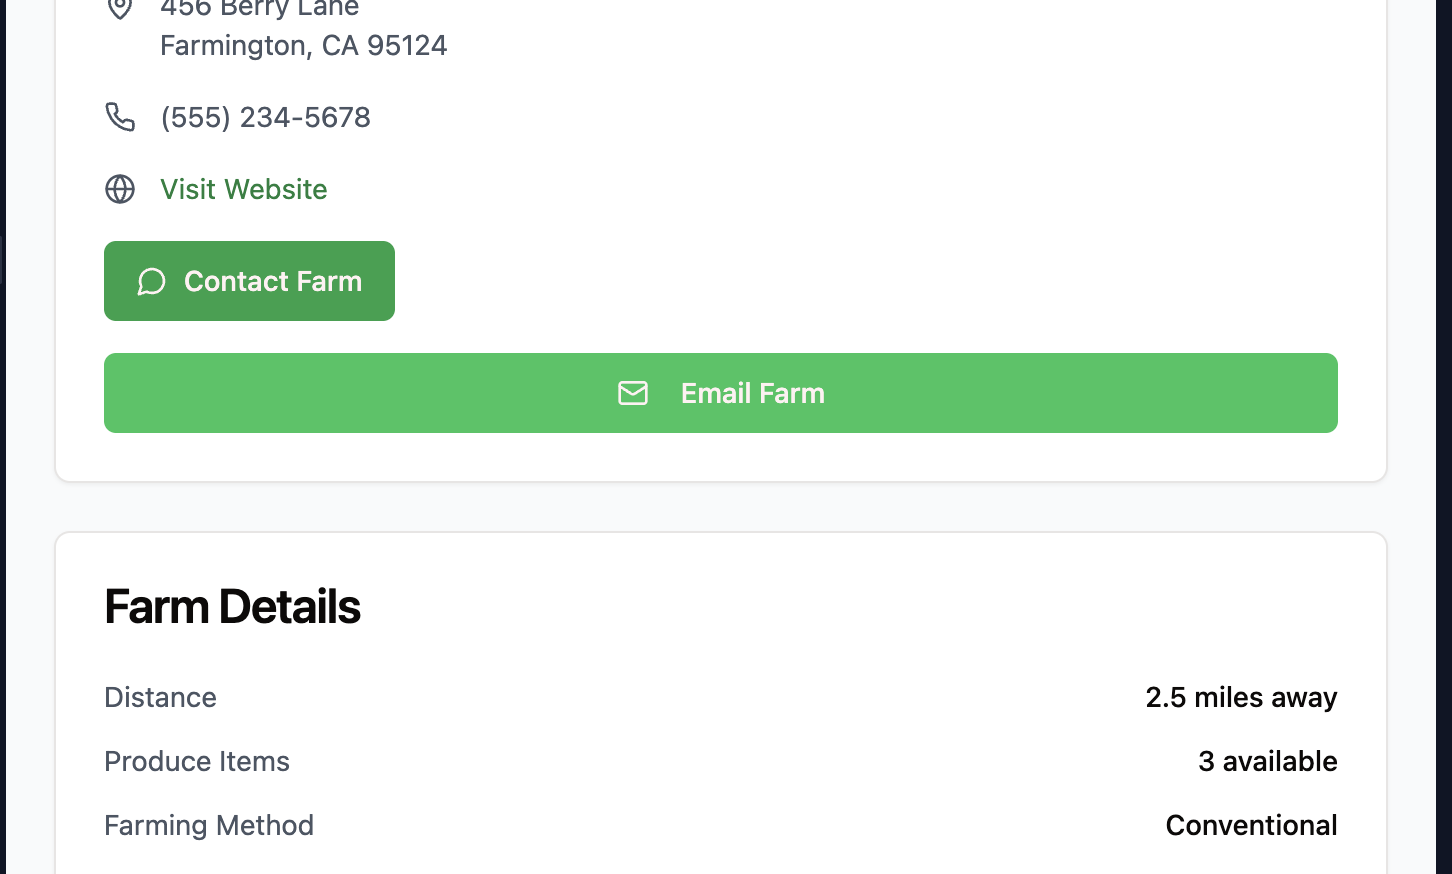 456 Berry Lane
Farmington, CA 95124
(555) 234-5678
Visit Website
Contact Farm
Email Farm
Farm Details
Distance
2.5 miles away
Produce Items
3 available
Farming Method
Conventional